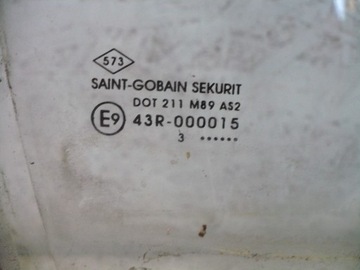 573
SAINT-GOBAIN SEKURIT
DOT 211 M89 AS2
E9 43R-000015
3 ••••••